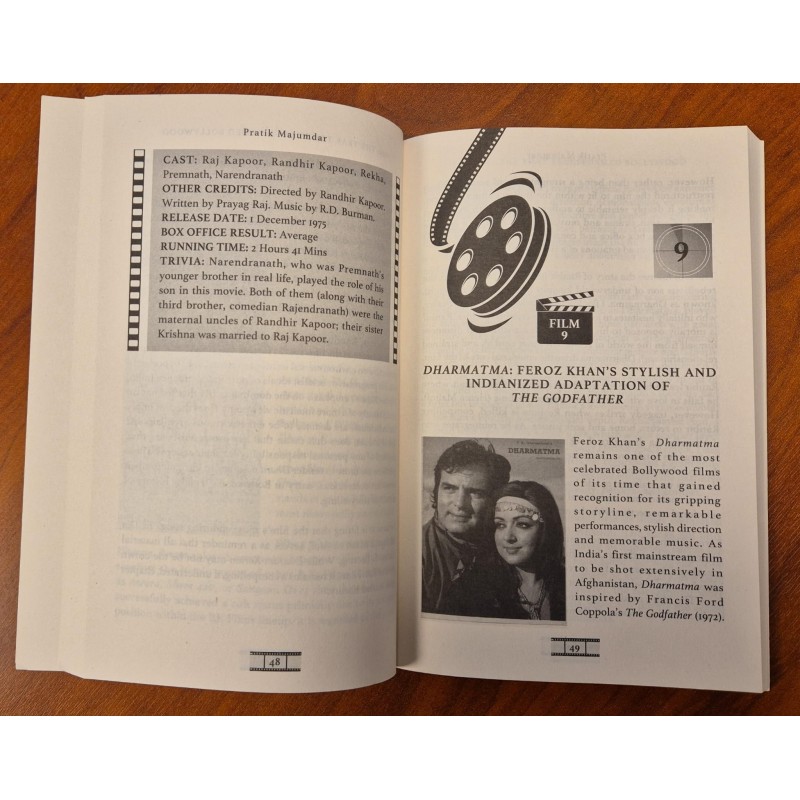 Pratik Majumdar
CAST: Raj Kapoor, Randhir Kapoor, Rekha,
Premnath, Narendranath
OTHER CREDITS: Directed by Randhir Kapoor.
Written by Prayag Raj. Music by R.D. Burman.
RELEASE DATE: 1 December 1975
BOX OFFICE RESULT: Average
RUNNING TIME: 2 Hours 41 Mins
TRIVIA: Narendranath, who was Premnath's
younger brother in real life, played the role of his
son in this movie. Both of them (along with their
third brother, comedian Rajendranath) were the
maternal uncles of Randhir Kapoor; their sister
Krishna was married to Raj Kapoor.
48
9
FILM
9
DHARMATMA: FEROZ KHAN'S STYLISH AND
INDIANIZED ADAPTATION OF
THE GODFATHER
DHARMATMA
Feroz Khan's Dharmatma
remains one of the most
celebrated Bollywood films
of its time that gained
recognition for its gripping
storyline, remarkable
performances, stylish direction
and memorable music. As
India's first mainstream film
to be shot extensively in
Afghanistan, Dharmatma was
inspired by Francis Ford
Coppola's The Godfather (1972).
49